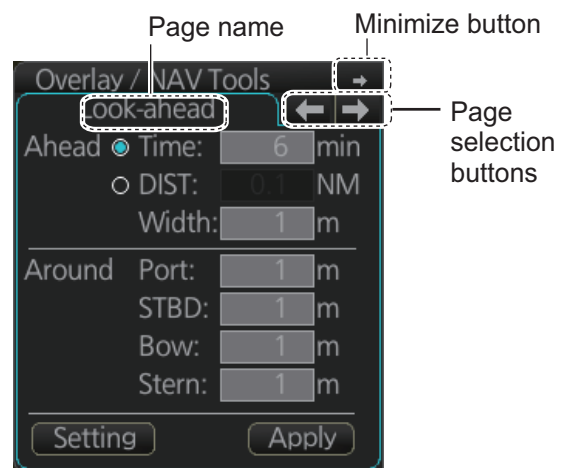 Page name
Minimize button
Overlay / NAV Tools
Look-ahead
Page
selection
buttons
Ahead Time: 6 min
DIST: 0.1 NM
Width: 1 m
Around Port: 1 m
STBD: 1 m
Bow: 1 m
Stern: 1 m
Setting Apply